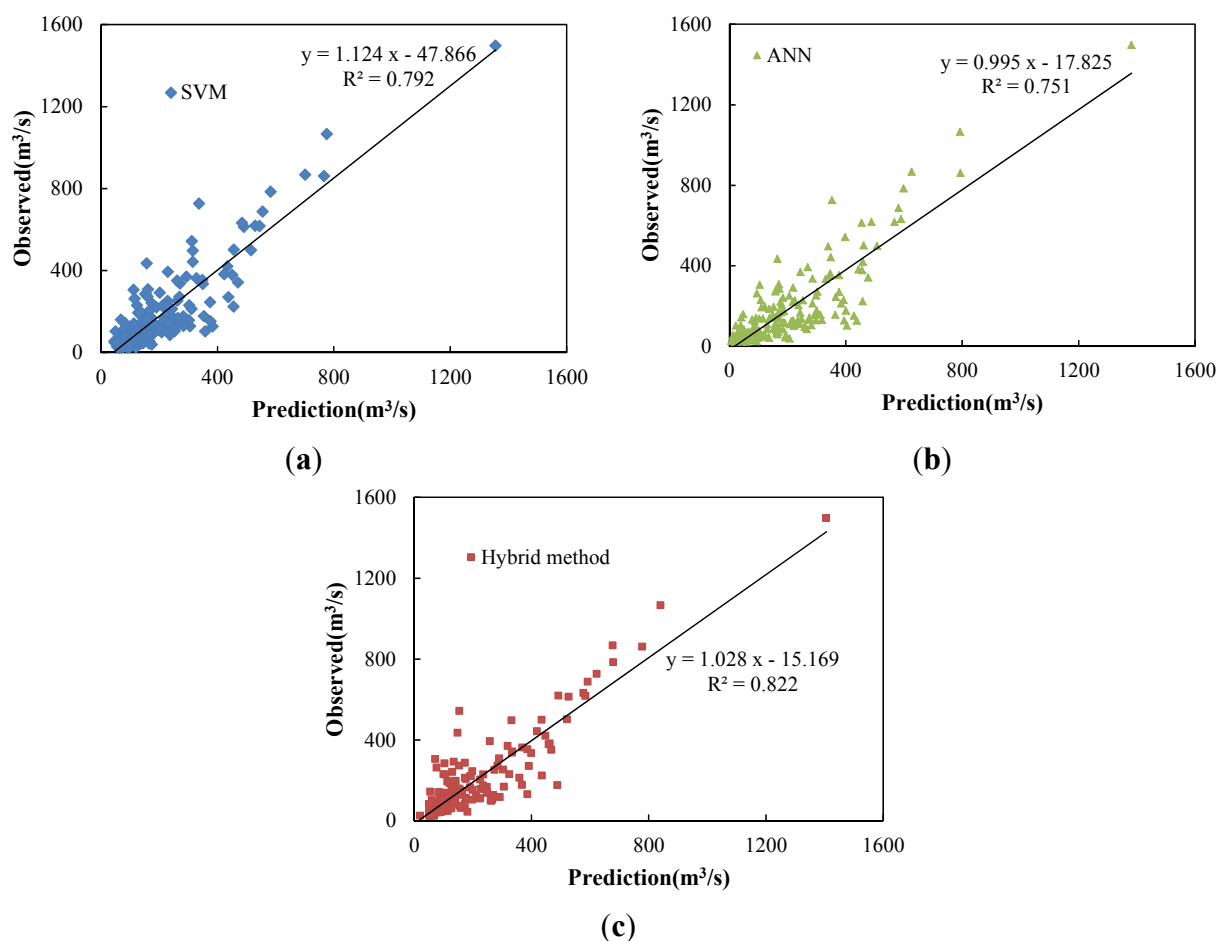 1600
1200
800
400
0
0
400
800
1200
1600
Observed(m³/s)
Prediction(m³/s)
SVM
y = 1.124 x - 47.866
R² = 0.792
(a)
1600
1200
800
400
0
0
400
800
1200
1600
Observed(m³/s)
Prediction(m³/s)
ANN
y = 0.995 x - 17.825
R² = 0.751
(b)
1600
1200
800
400
0
0
400
800
1200
1600
Observed(m³/s)
Prediction(m³/s)
Hybrid method
y = 1.028 x - 15.169
R² = 0.822
(c)